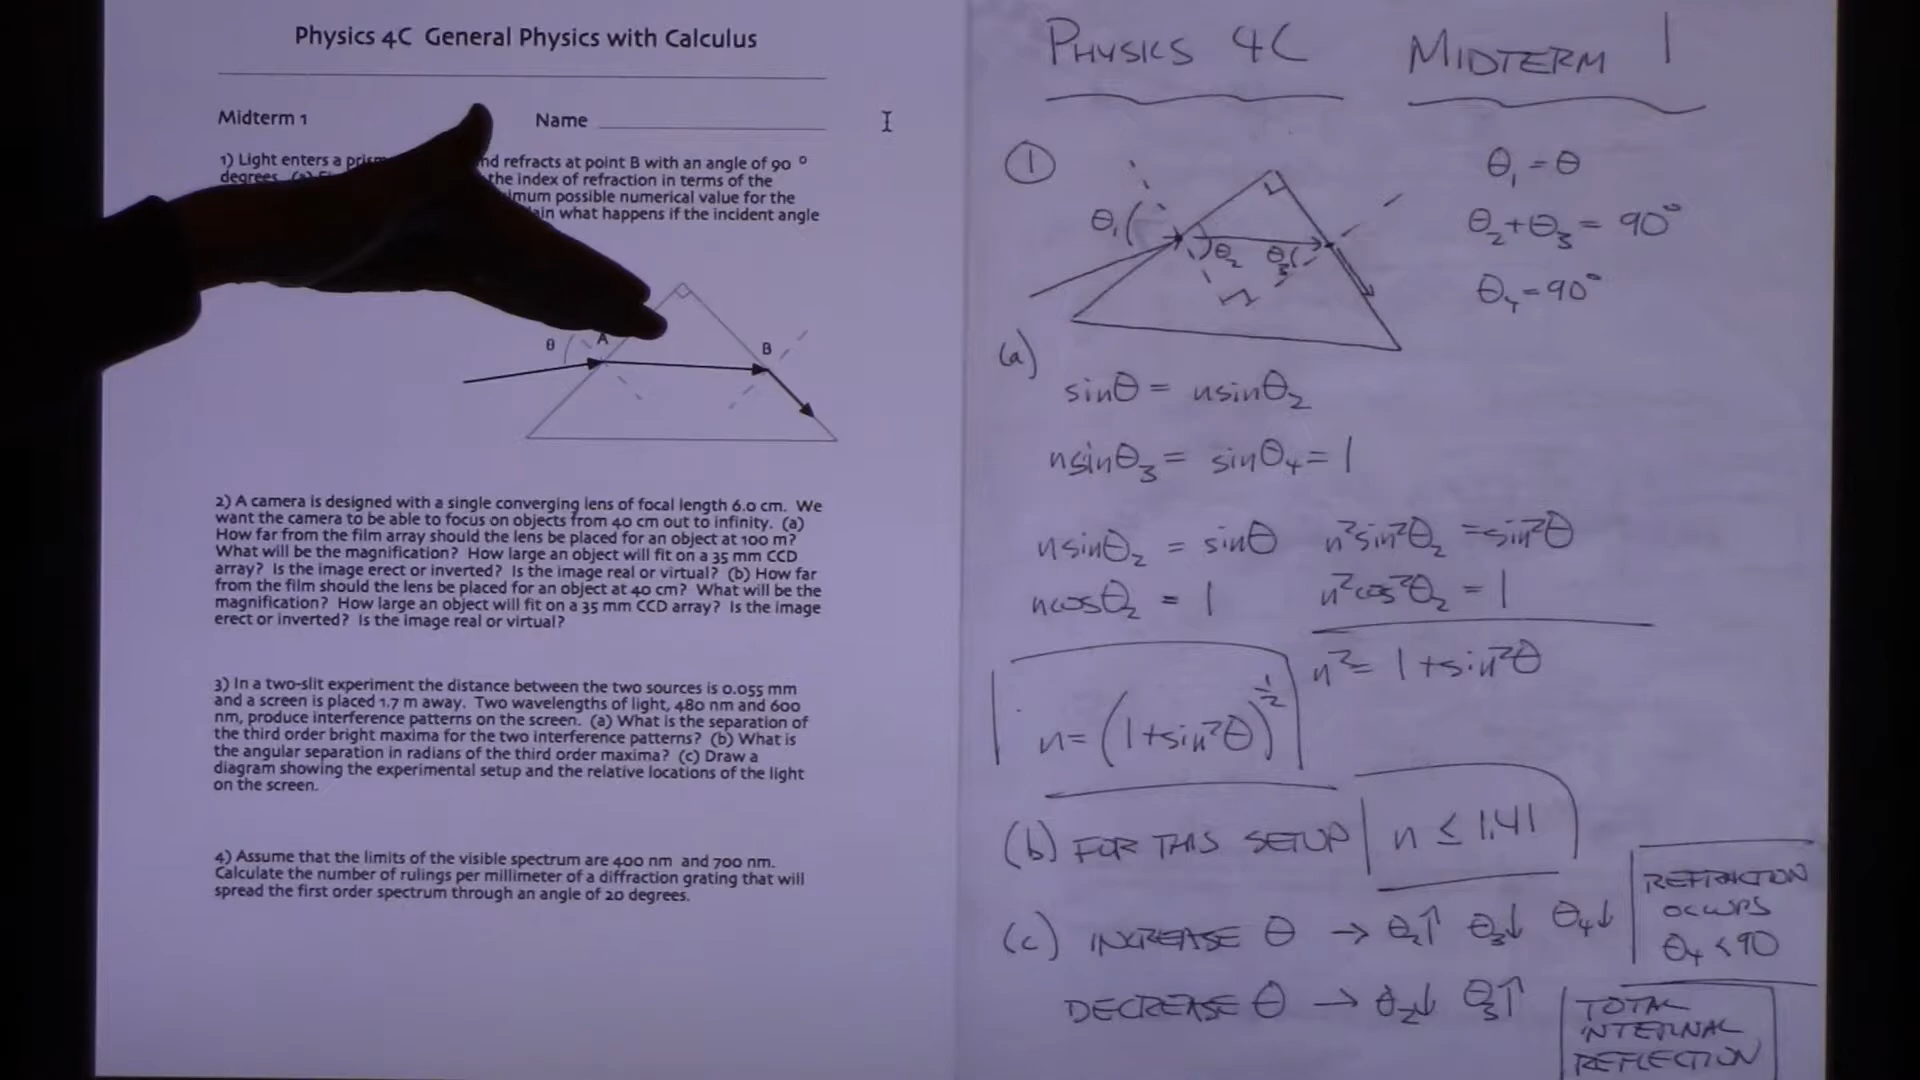 Physics 4C General Physics with Calculus
Midterm 1 Name
1) Light enters a prism nd refracts at point B with an angle of 90 °
degrees. (a) the index of refraction in terms of the
imum possible numerical value for the
ain what happens if the incident angle
θ A B
2) A camera is designed with a single converging lens of focal length 6.0 cm. We
want the camera to be able to focus on objects from 40 cm out to infinity. (a)
How far from the film array should the lens be placed for an object at 100 m?
What will be the magnification? How large an object will fit on a 35 mm CCD
array? Is the image erect or inverted? Is the image real or virtual? (b) How far
from the film should the lens be placed for an object at 40 cm? What will be the
magnification? How large an object will fit on a 35 mm CCD array? Is the image
erect or inverted? Is the image real or virtual?
3) In a two-slit experiment the distance between the two sources is 0.055 mm
and a screen is placed 1.7 m away. Two wavelengths of light, 480 nm and 600
nm, produce interference patterns on the screen. (a) What is the separation of
the third order bright maxima for the two interference patterns? (b) What is
the angular separation in radians of the third order maxima? (c) Draw a
diagram showing the experimental setup and the relative locations of the light
on the screen.
4) Assume that the limits of the visible spectrum are 400 nm and 700 nm.
Calculate the number of rulings per millimeter of a diffraction grating that will
spread the first order spectrum through an angle of 20 degrees.
PHYSICS 4C MIDTERM 1
1
θ₁ θ₂ θ₃
θ₁ = θ
θ₂+θ₃ = 90°
θ₄=90°
(a)
sinθ = nsinθ₂
nsinθ₃ = sinθ₄ = 1
nsinθ₂ = sinθ n²sin²θ₂ = sin²θ
ncosθ₂ = 1 n²cos²θ₂ = 1
n² = 1+sin²θ
n = (1+sin²θ)^½
(b) FOR THIS SETUP n ≤ 1.41
(c) INCREASE θ → θ₂↑ θ₃↓ θ₄↓
REFRACTION
OCCURS
θ₄ < 90
DECREASE θ → θ₂↓ θ₃↑
TOTAL
INTERNAL
REFLECTION